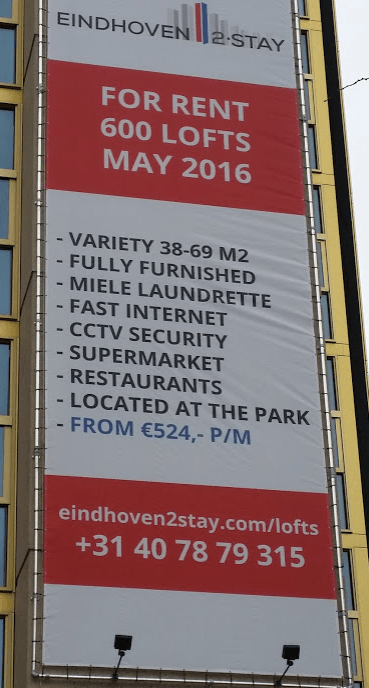 EINDHOVEN 2·STAY
FOR RENT
600 LOFTS
MAY 2016
- VARIETY 38-69 M2
- FULLY FURNISHED
- MIELE LAUNDRETTE
- FAST INTERNET
- CCTV SECURITY
- SUPERMARKET
- RESTAURANTS
- LOCATED AT THE PARK
- FROM €524,- P/M
eindhoven2stay.com/lofts
+31 40 78 79 315